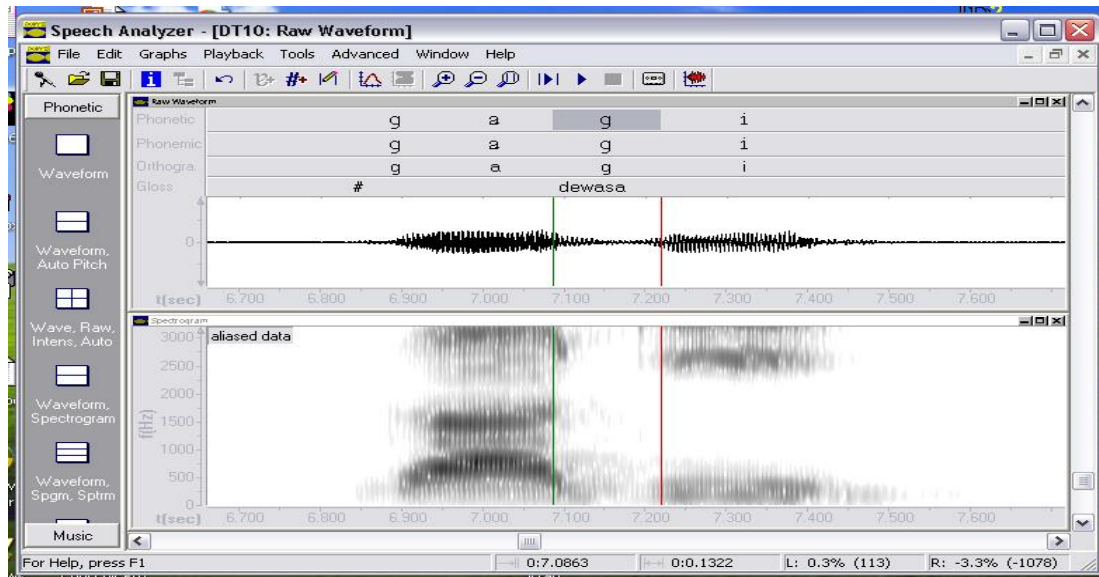 Speech Analyzer - [DT10: Raw Waveform]
File Edit Graphs Playback Tools Advanced Window Help
Phonetic
Waveform
Waveform, Auto Pitch
Wave, Raw, Intens, Auto
Waveform, Spectrogram
Waveform, Spgm, Sptrm
Music
Raw Waveform
Phonetic g a g i
Phonemic g a g i
Orthogra. g a g i
Gloss # dewasa
0
t(sec) 6.700 6.800 6.900 7.000 7.100 7.200 7.300 7.400 7.500 7.600
Spectrogram
aliased data
3000
2500
2000
1500
1000
500
0
f(Hz)
t(sec) 6.700 6.800 6.900 7.000 7.100 7.200 7.300 7.400 7.500 7.600
For Help, press F1 0:7.0863 0:0.1322 L: 0.3% (113) R: -3.3% (-1078)